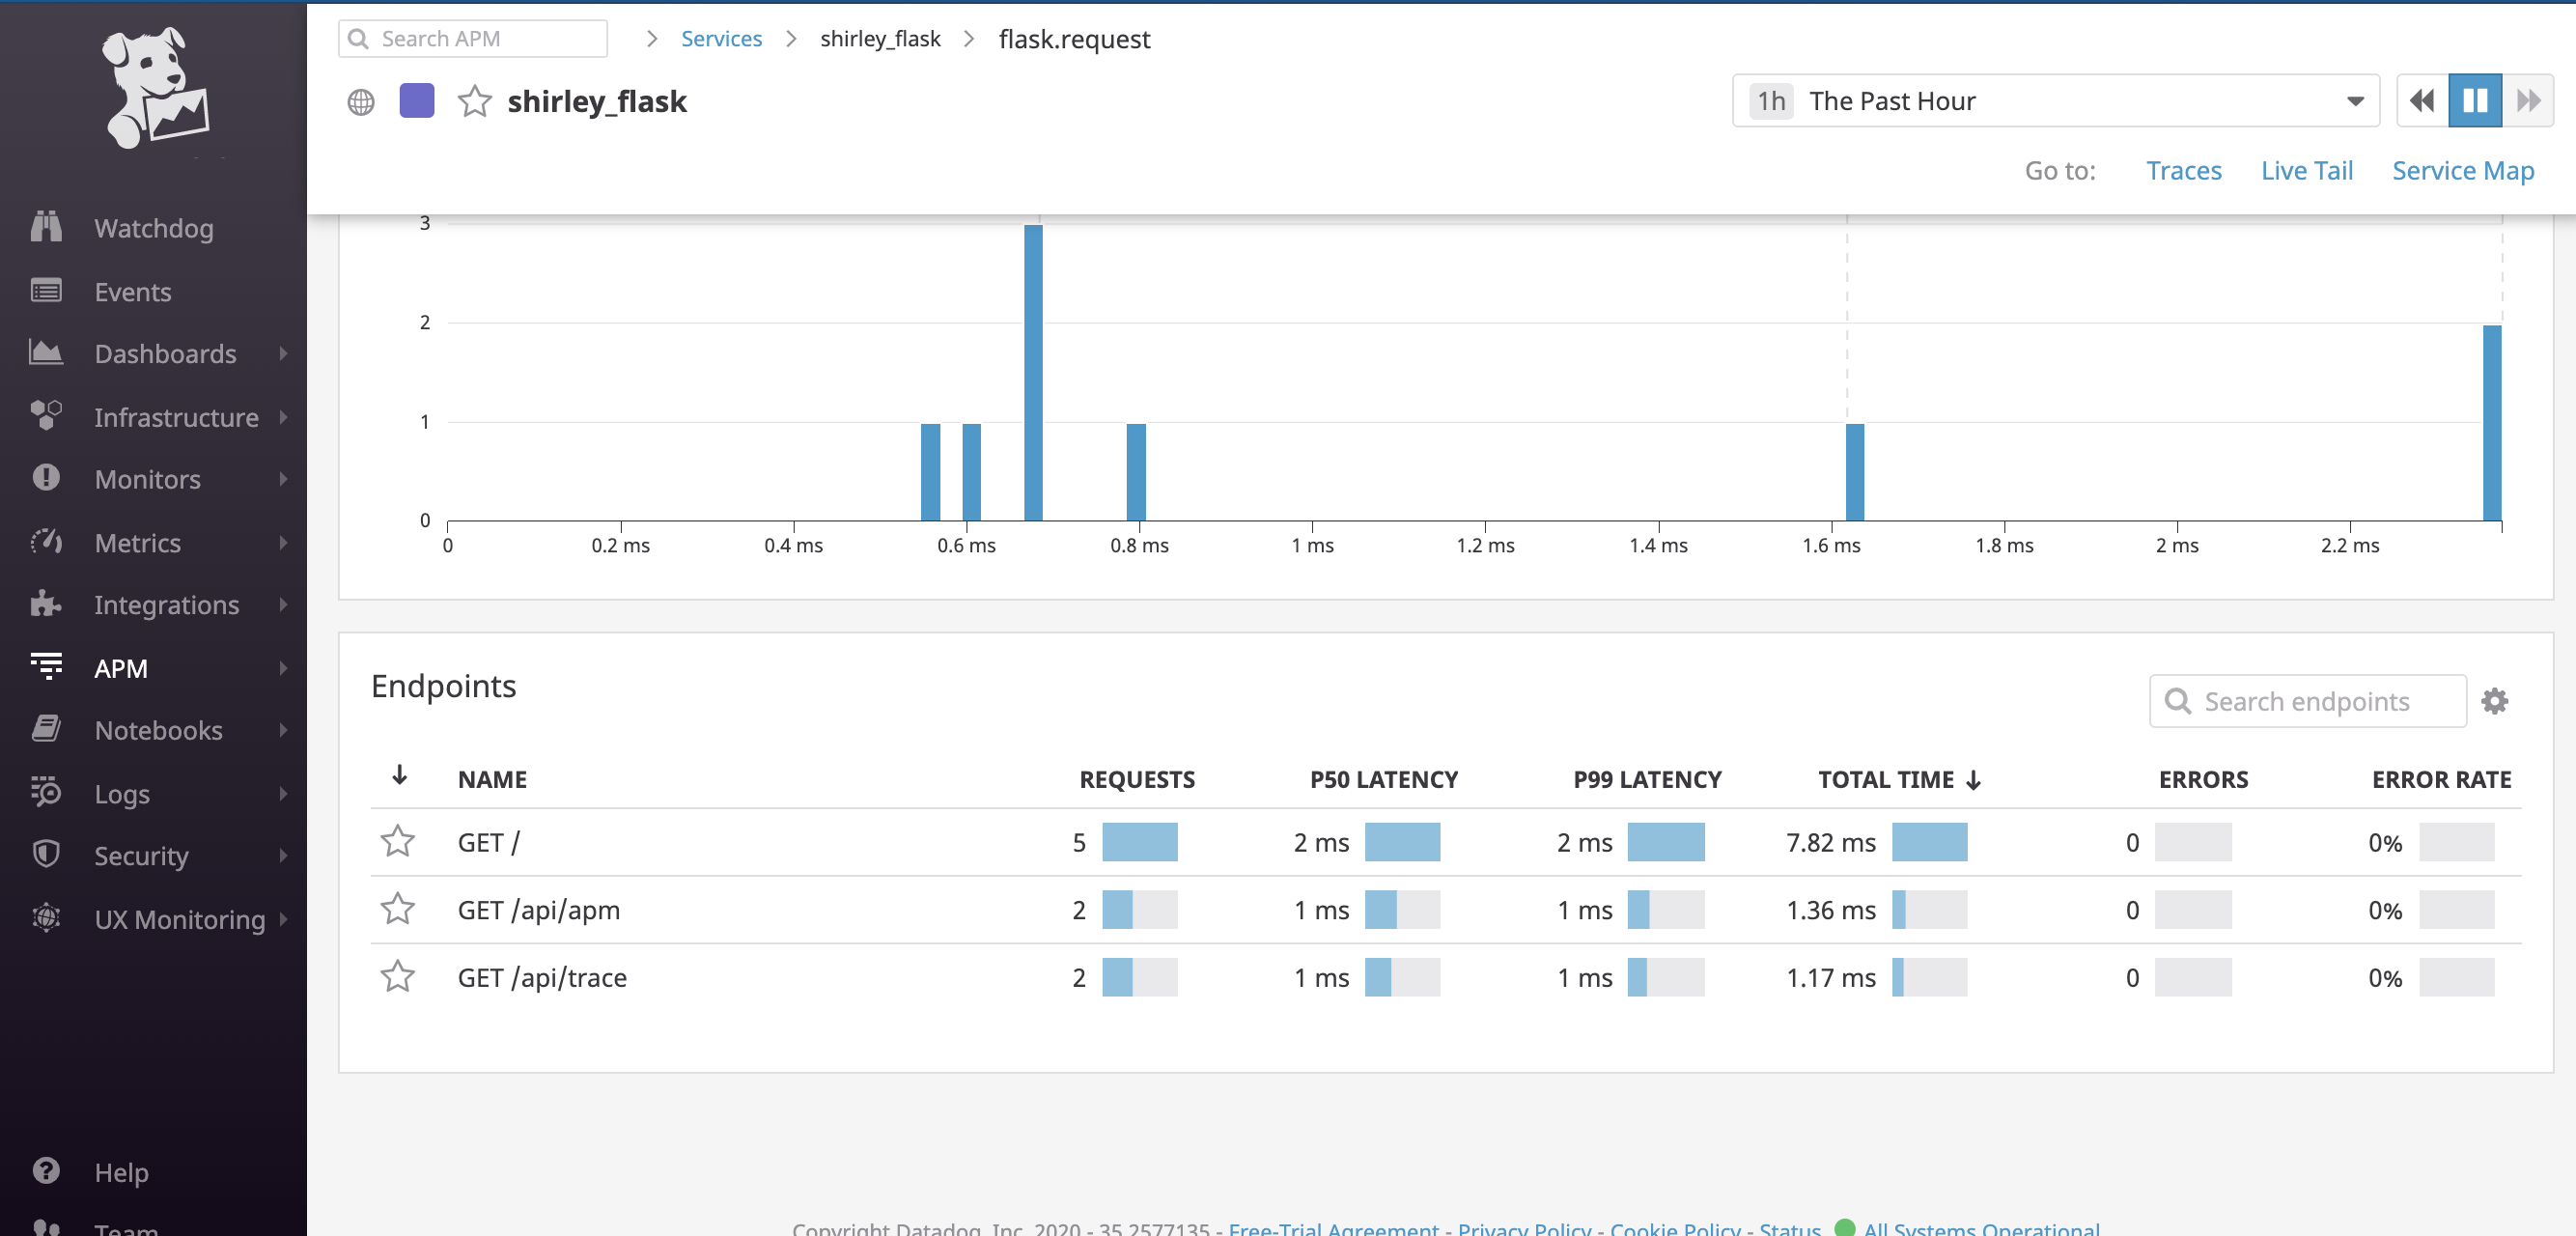 Search APM > Services > shirley_flask > flask.request
shirley_flask
1h The Past Hour
Go to: Traces Live Tail Service Map
Watchdog
Events
Dashboards
Infrastructure
Monitors
Metrics
Integrations
APM
Notebooks
Logs
Security
UX Monitoring
Help
Team
3
2
1
0
0 0.2 ms 0.4 ms 0.6 ms 0.8 ms 1 ms 1.2 ms 1.4 ms 1.6 ms 1.8 ms 2 ms 2.2 ms
Endpoints
Search endpoints
NAME REQUESTS P50 LATENCY P99 LATENCY TOTAL TIME ERRORS ERROR RATE
GET / 5 2 ms 2 ms 7.82 ms 0 0%
GET /api/apm 2 1 ms 1 ms 1.36 ms 0 0%
GET /api/trace 2 1 ms 1 ms 1.17 ms 0 0%
Copyright Datadog, Inc. 2020 - 35.2577135 - Free-Trial Agreement - Privacy Policy - Cookie Policy - Status All Systems Operational